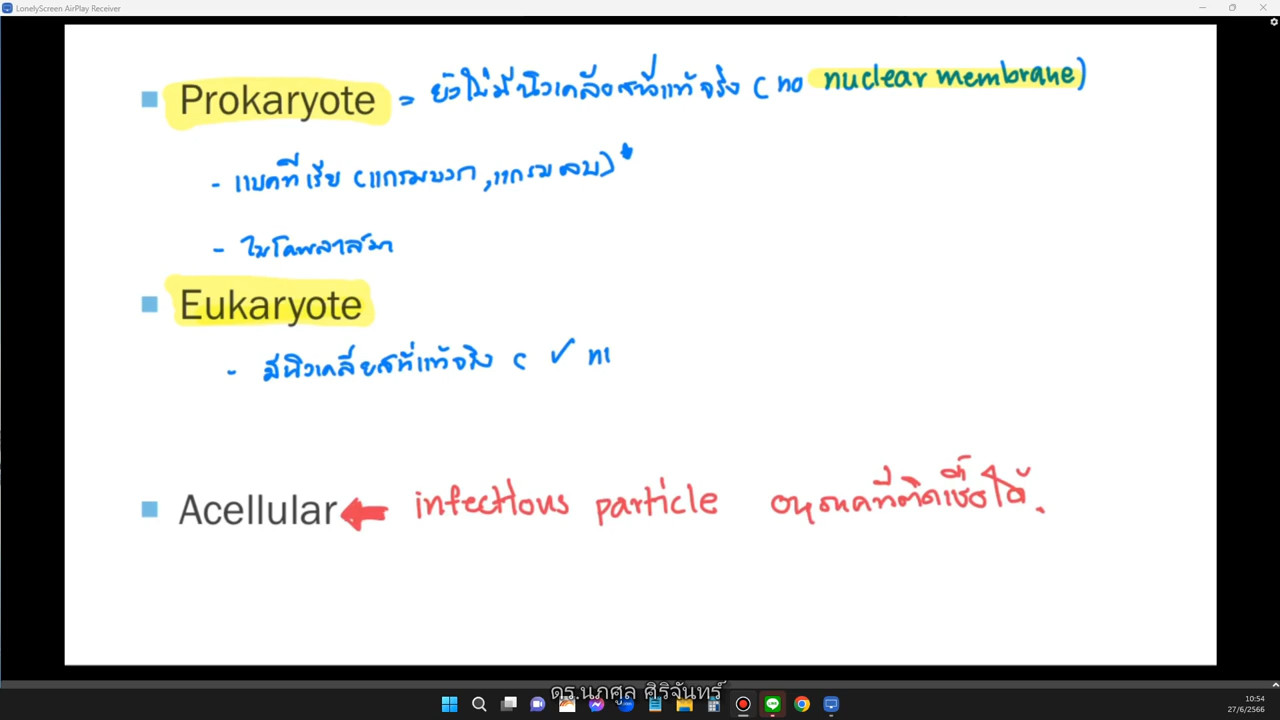 LonelyScreen AirPlay Receiver
Prokaryote = ยังไม่มีนิวเคลียสที่แท้จริง (no nuclear membrane)
- แบคทีเรีย (แกรมบวก, แกรมลบ)*
- ไมโคพลาสมา
Eukaryote
- มีนิวเคลียสที่แท้จริง ( ✓
Acellular ← infectious particle อนุภาคที่ติดเชื้อได้.
ดร.นภศูล ศิริจันทร์
10:54
27/6/2566